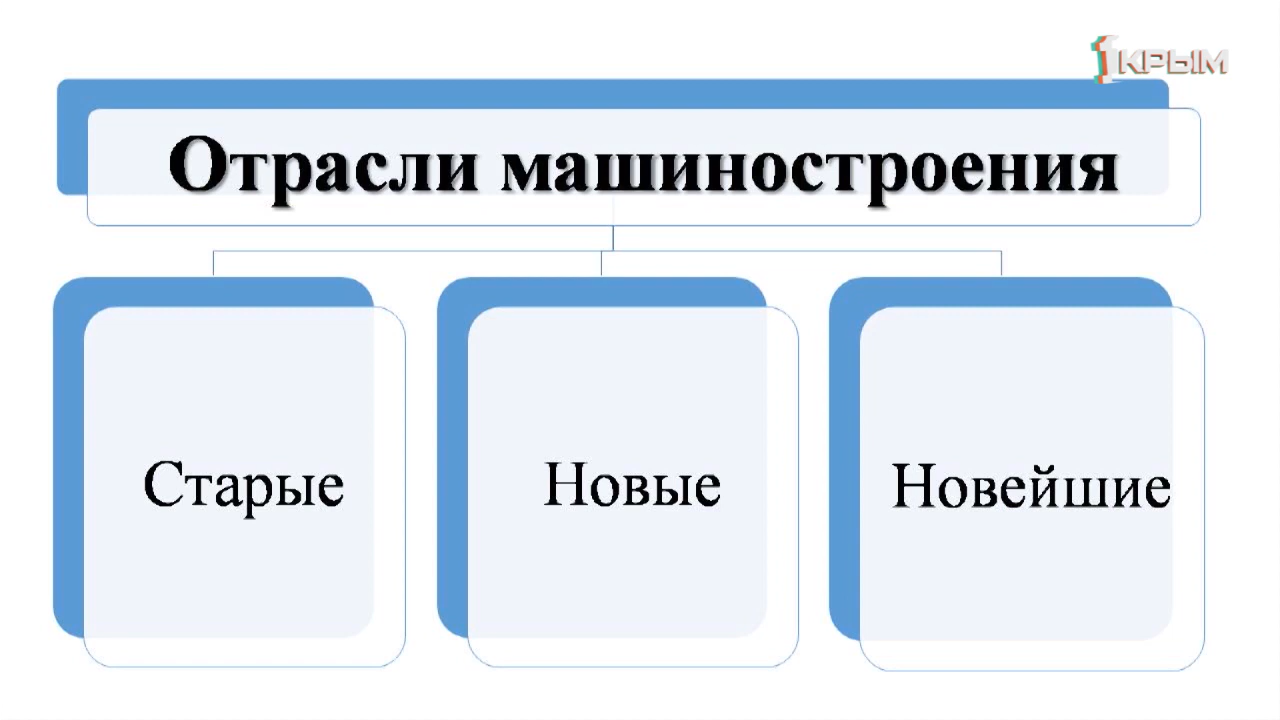 1КРЫМ
Отрасли машиностроения
Старые
Новые
Новейшие